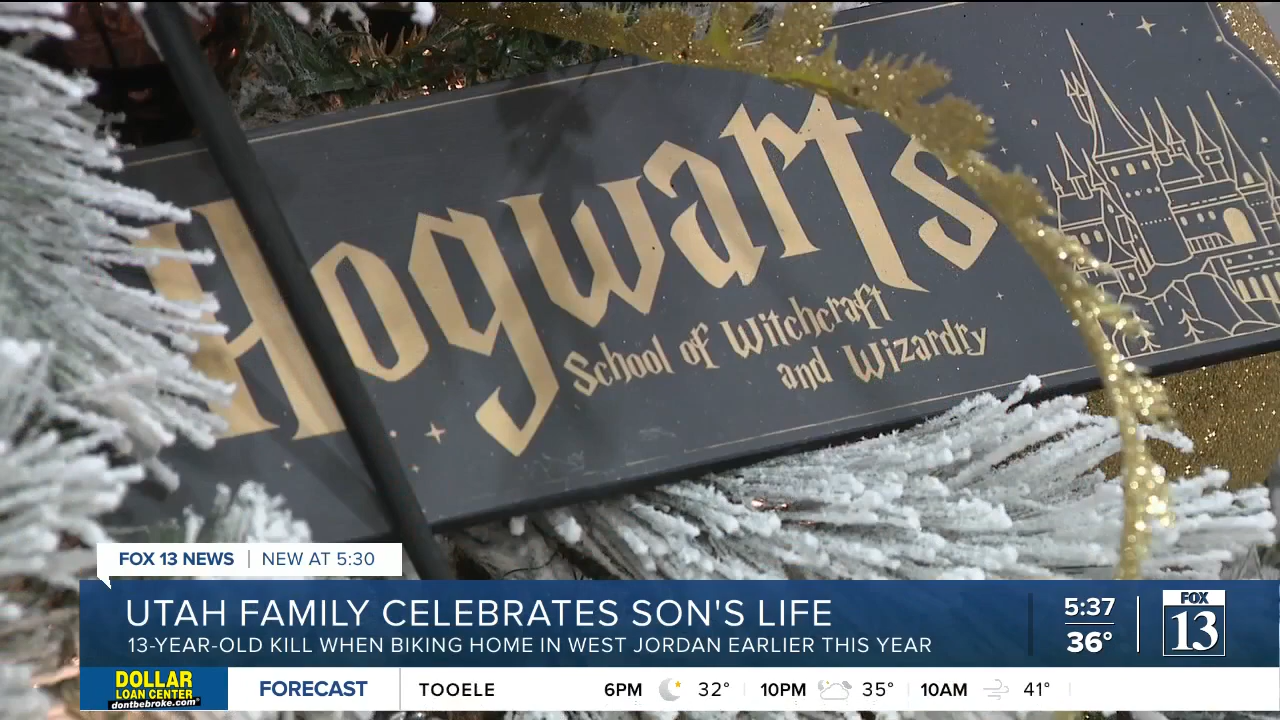 Hogwarts
School of Witchcraft
and Wizardry
FOX 13 NEWS | NEW AT 5:30
UTAH FAMILY CELEBRATES SON'S LIFE
13-YEAR-OLD KILL WHEN BIKING HOME IN WEST JORDAN EARLIER THIS YEAR
5:37
36°
FOX
13
DOLLAR
LOAN CENTER
dontbebroke.com
FORECAST
TOOELE
6PM 32° 10PM 35° 10AM 41°